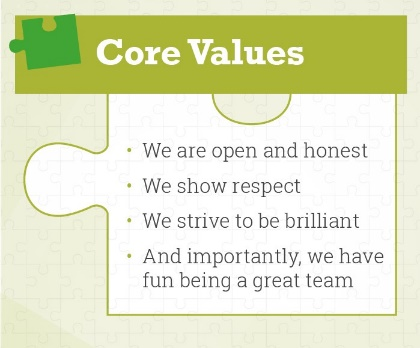 Core Values
• We are open and honest
• We show respect
• We strive to be brilliant
• And importantly, we have
fun being a great team